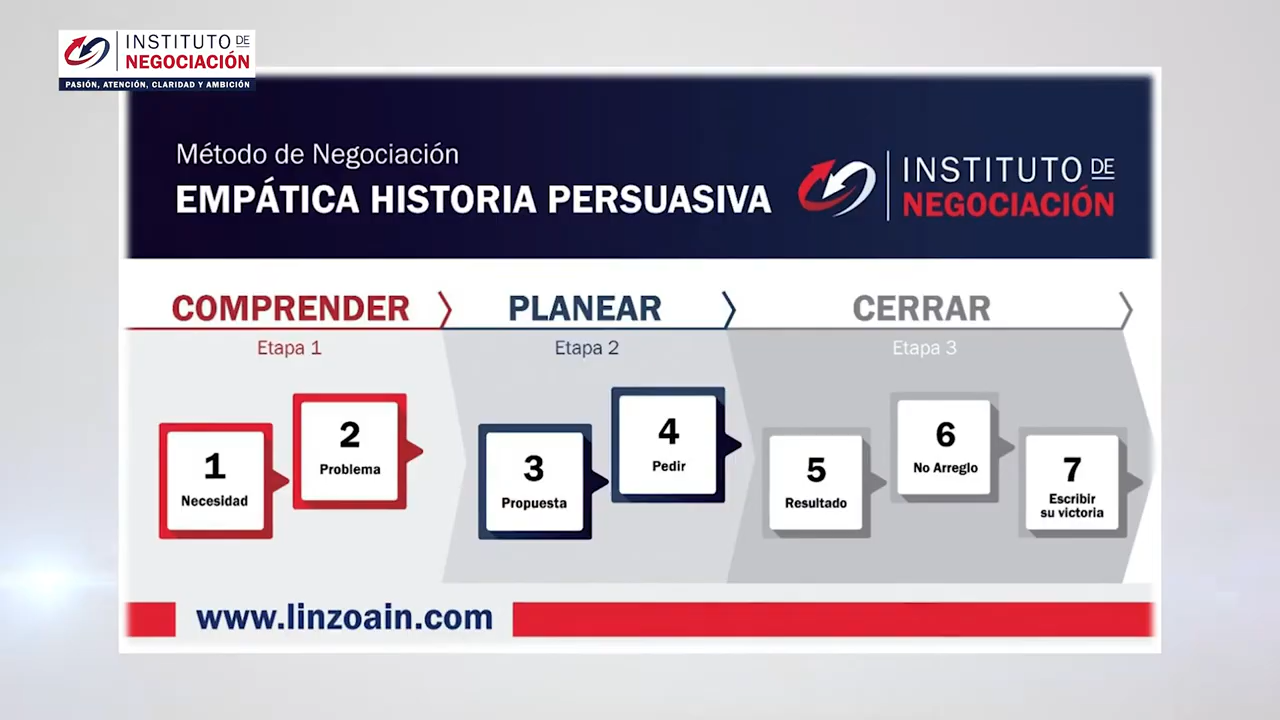 INSTITUTO DE
NEGOCIACIÓN
PASIÓN, ATENCIÓN, CLARIDAD Y AMBICIÓN
Método de Negociación
EMPÁTICA HISTORIA PERSUASIVA
INSTITUTO DE
NEGOCIACIÓN
COMPRENDER
Etapa 1
PLANEAR
Etapa 2
CERRAR
Etapa 3
1
Necesidad
2
Problema
3
Propuesta
4
Pedir
5
Resultado
6
No Arreglo
7
Escribir
su victoria
www.linzoain.com